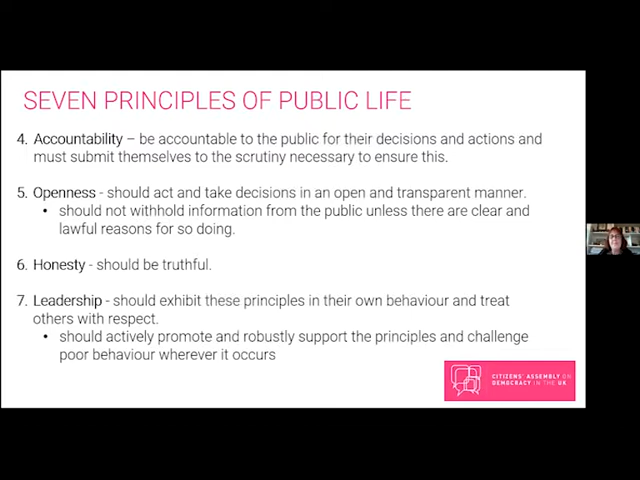 SEVEN PRINCIPLES OF PUBLIC LIFE
4. Accountability – be accountable to the public for their decisions and actions and
must submit themselves to the scrutiny necessary to ensure this.
5. Openness - should act and take decisions in an open and transparent manner.
• should not withhold information from the public unless there are clear and
lawful reasons for so doing.
6. Honesty - should be truthful.
7. Leadership - should exhibit these principles in their own behaviour and treat
others with respect.
• should actively promote and robustly support the principles and challenge
poor behaviour wherever it occurs
CITIZENS' ASSEMBLY ON
DEMOCRACY IN THE UK